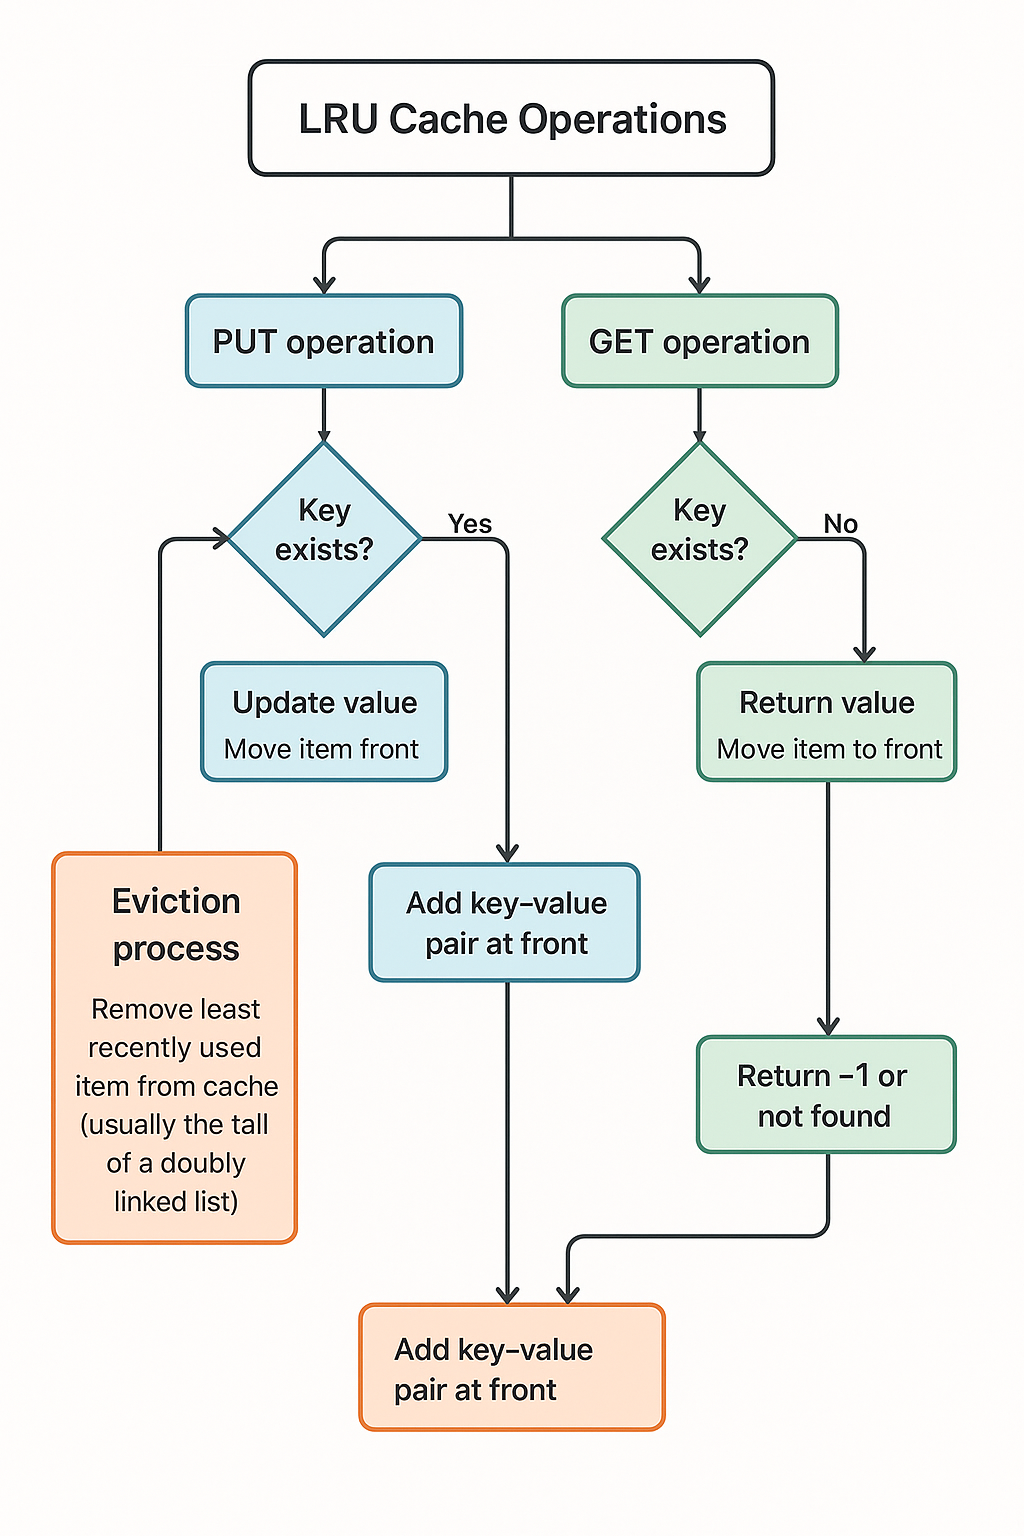 LRU Cache Operations
PUT operation
GET operation
Key
exists?
Yes
Key
exists?
No
Update value
Move item front
Return value
Move item to front
Eviction
process
Remove least
recently used
item from cache
(usually the tall
of a doubly
linked list)
Add key–value
pair at front
Return –1 or
not found
Add key–value
pair at front